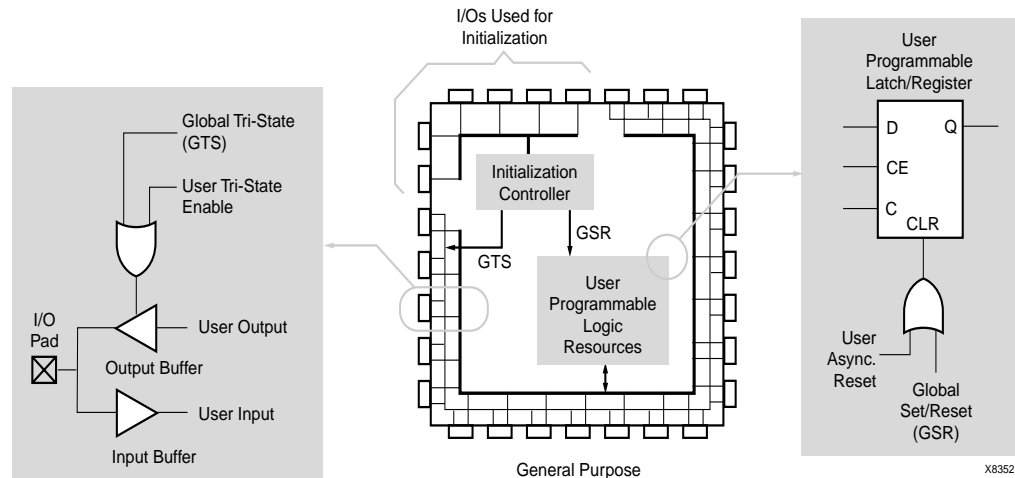 I/Os Used for
Initialization
Global Tri-State
(GTS)
User Tri-State
Enable
I/O
Pad
User Output
Output Buffer
User Input
Input Buffer
Initialization
Controller
GSR
GTS
User
Programmable
Logic
Resources
General Purpose
User
Programmable
Latch/Register
D
Q
CE
C
CLR
User
Async.
Reset
Global
Set/Reset
(GSR)
X8352